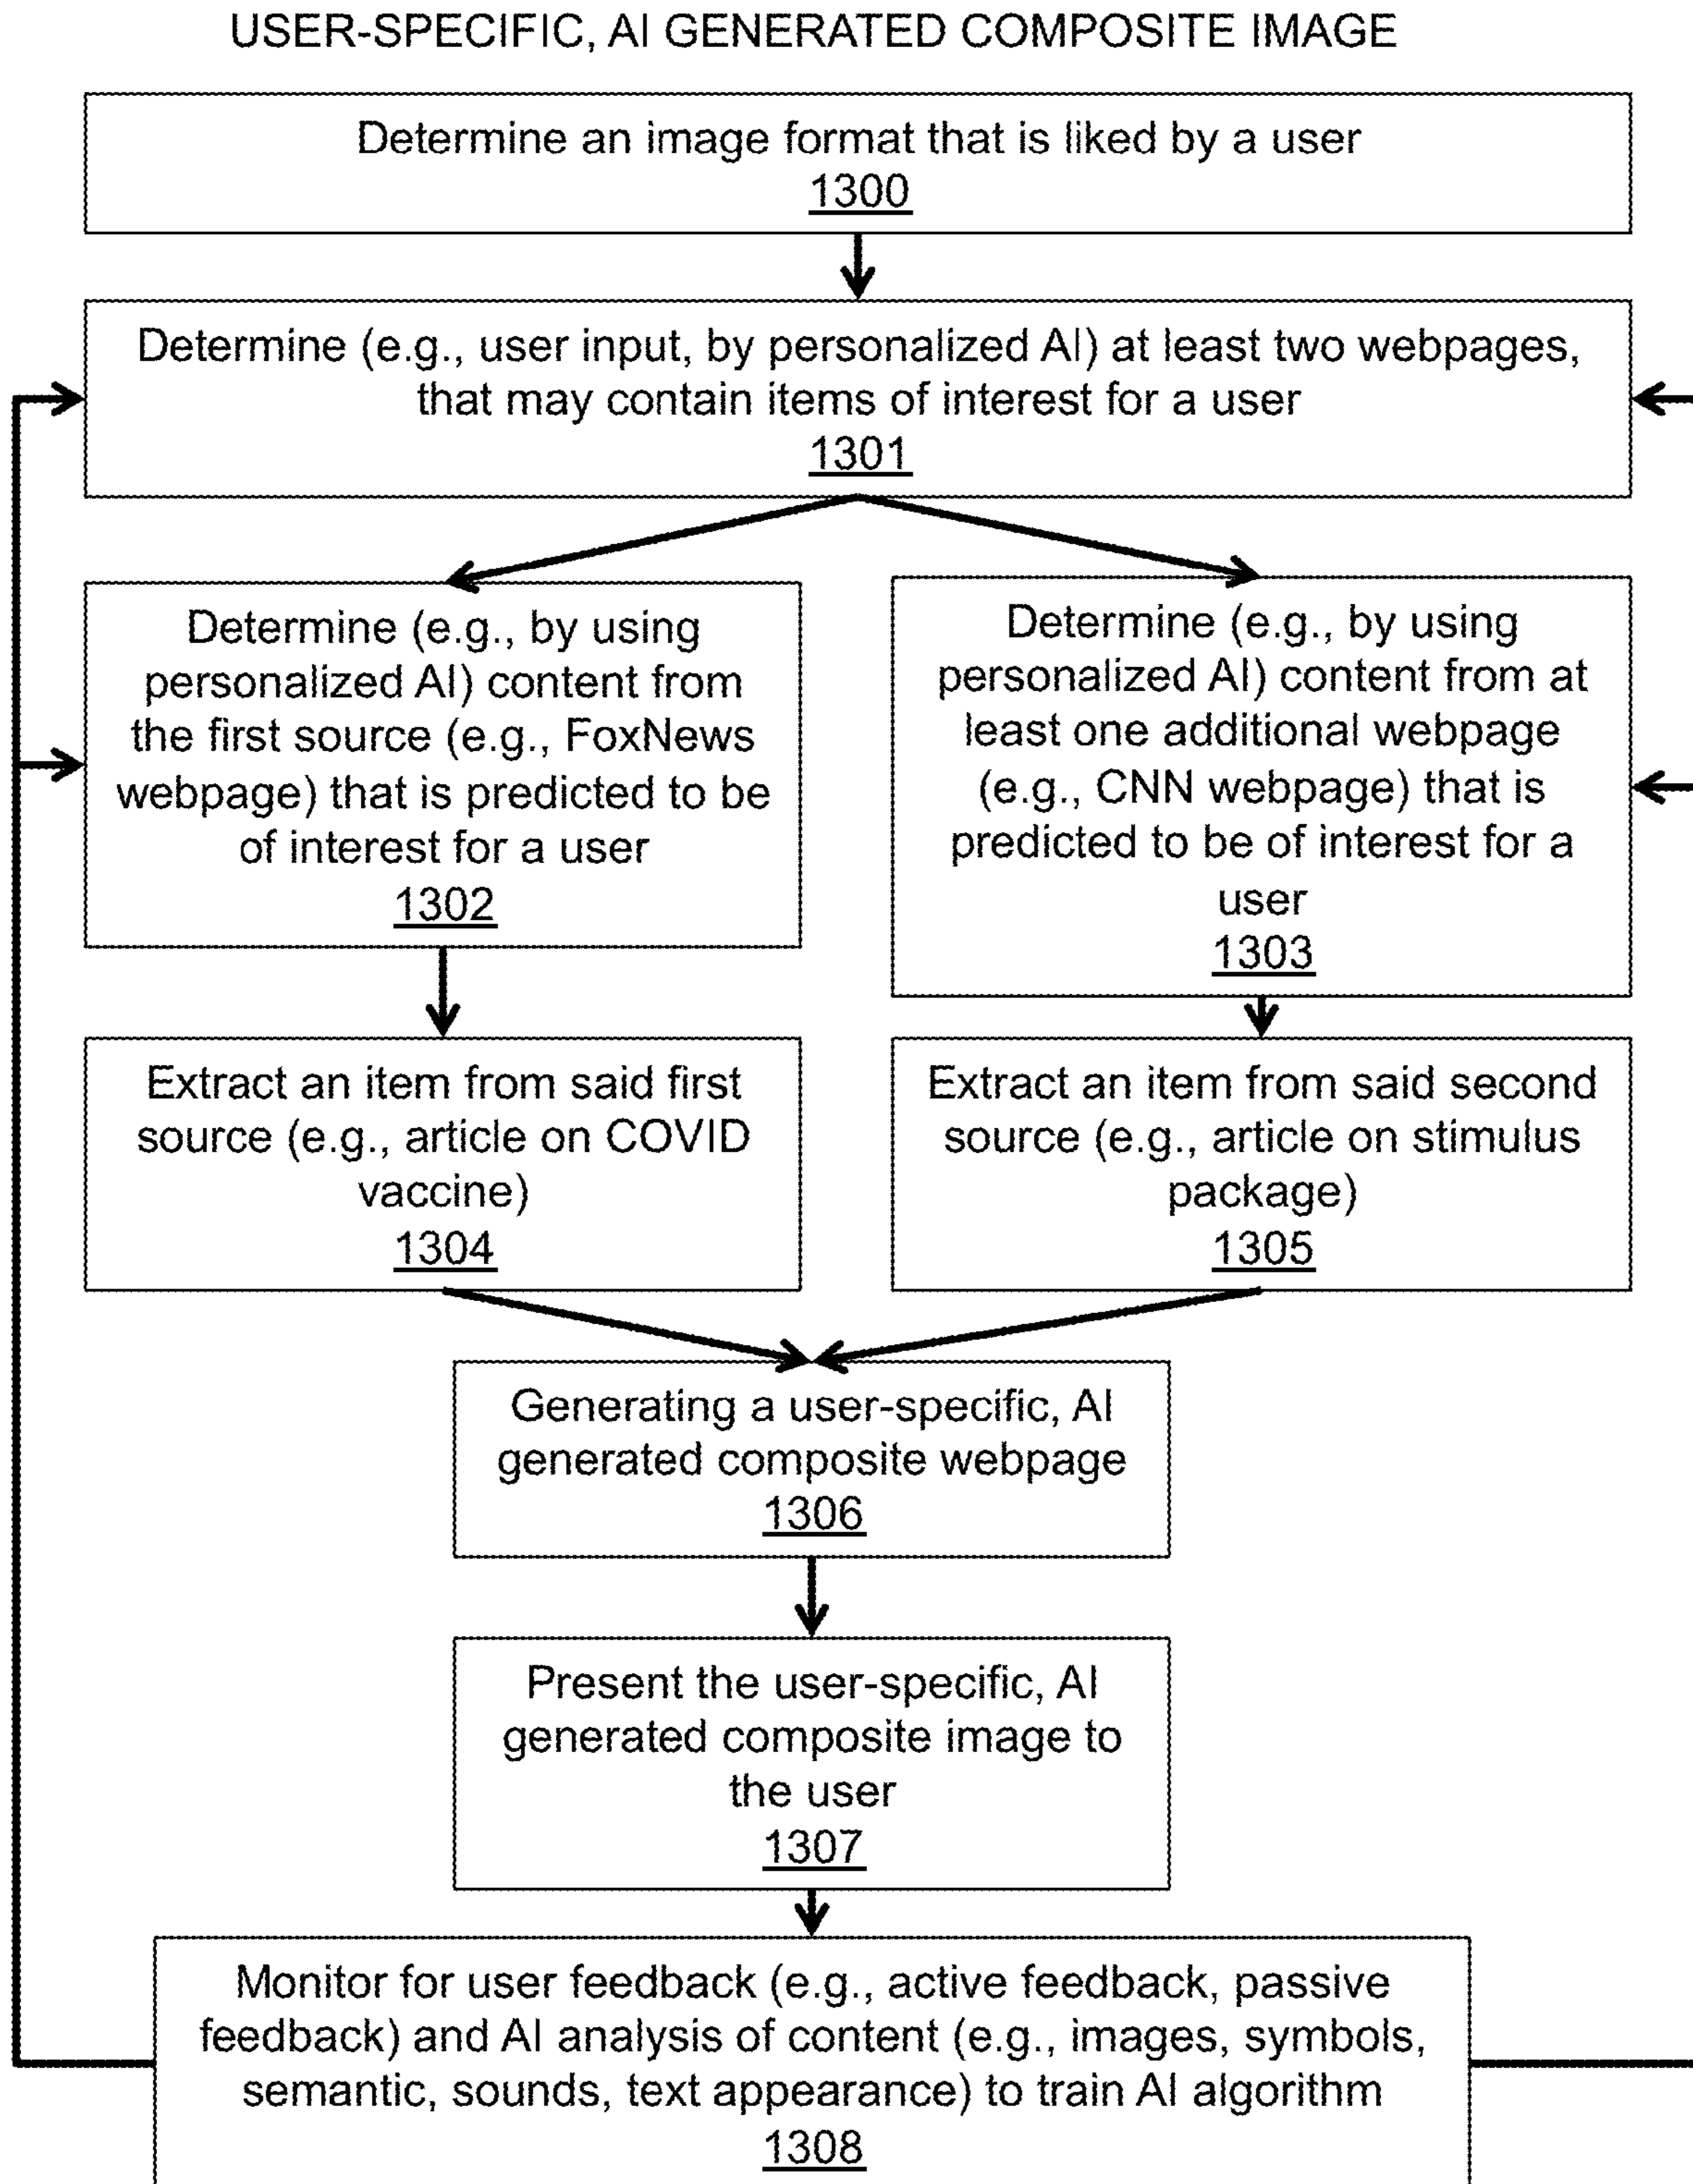 USER-SPECIFIC, AI GENERATED COMPOSITE IMAGE
Determine an image format that is liked by a user
1300
Determine (e.g., user input, by personalized AI) at least two webpages,
that may contain items of interest for a user
1301
Determine (e.g., by using
personalized AI) content from
the first source (e.g., FoxNews
webpage) that is predicted to be
of interest for a user
1302
Determine (e.g., by using
personalized AI) content from at
least one additional webpage
(e.g., CNN webpage) that is
predicted to be of interest for a
user
1303
Extract an item from said first
source (e.g., article on COVID
vaccine)
1304
Extract an item from said second
source (e.g., article on stimulus
package)
1305
Generating a user-specific, AI
generated composite webpage
1306
Present the user-specific, AI
generated composite image to
the user
1307
Monitor for user feedback (e.g., active feedback, passive
feedback) and AI analysis of content (e.g., images, symbols,
semantic, sounds, text appearance) to train AI algorithm
1308